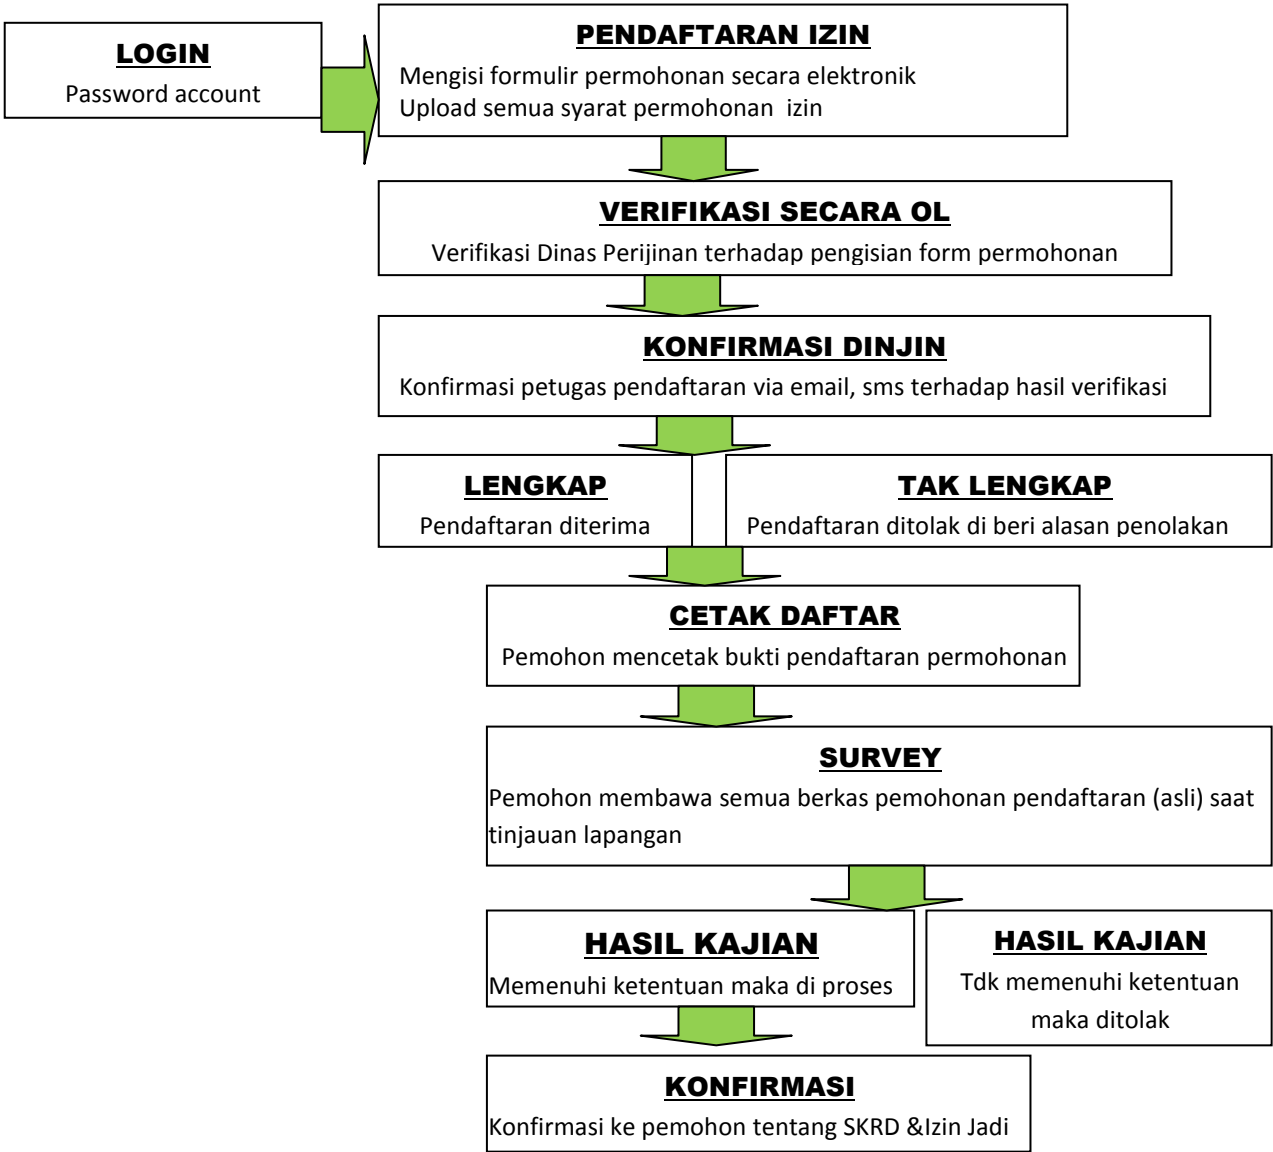 LOGIN
Password account
PENDAFTARAN IZIN
Mengisi formulir permohonan secara elektronik
Upload semua syarat permohonan izin
VERIFIKASI SECARA OL
Verifikasi Dinas Perijinan terhadap pengisian form permohonan
KONFIRMASI DINJIN
Konfirmasi petugas pendaftaran via email, sms terhadap hasil verifikasi
LENGKAP
Pendaftaran diterima
TAK LENGKAP
Pendaftaran ditolak di beri alasan penolakan
CETAK DAFTAR
Pemohon mencetak bukti pendaftaran permohonan
SURVEY
Pemohon membawa semua berkas pemohonan pendaftaran (asli) saat
tinjauan lapangan
HASIL KAJIAN
Memenuhi ketentuan maka di proses
HASIL KAJIAN
Tdk memenuhi ketentuan
maka ditolak
KONFIRMASI
Konfirmasi ke pemohon tentang SKRD &Izin Jadi